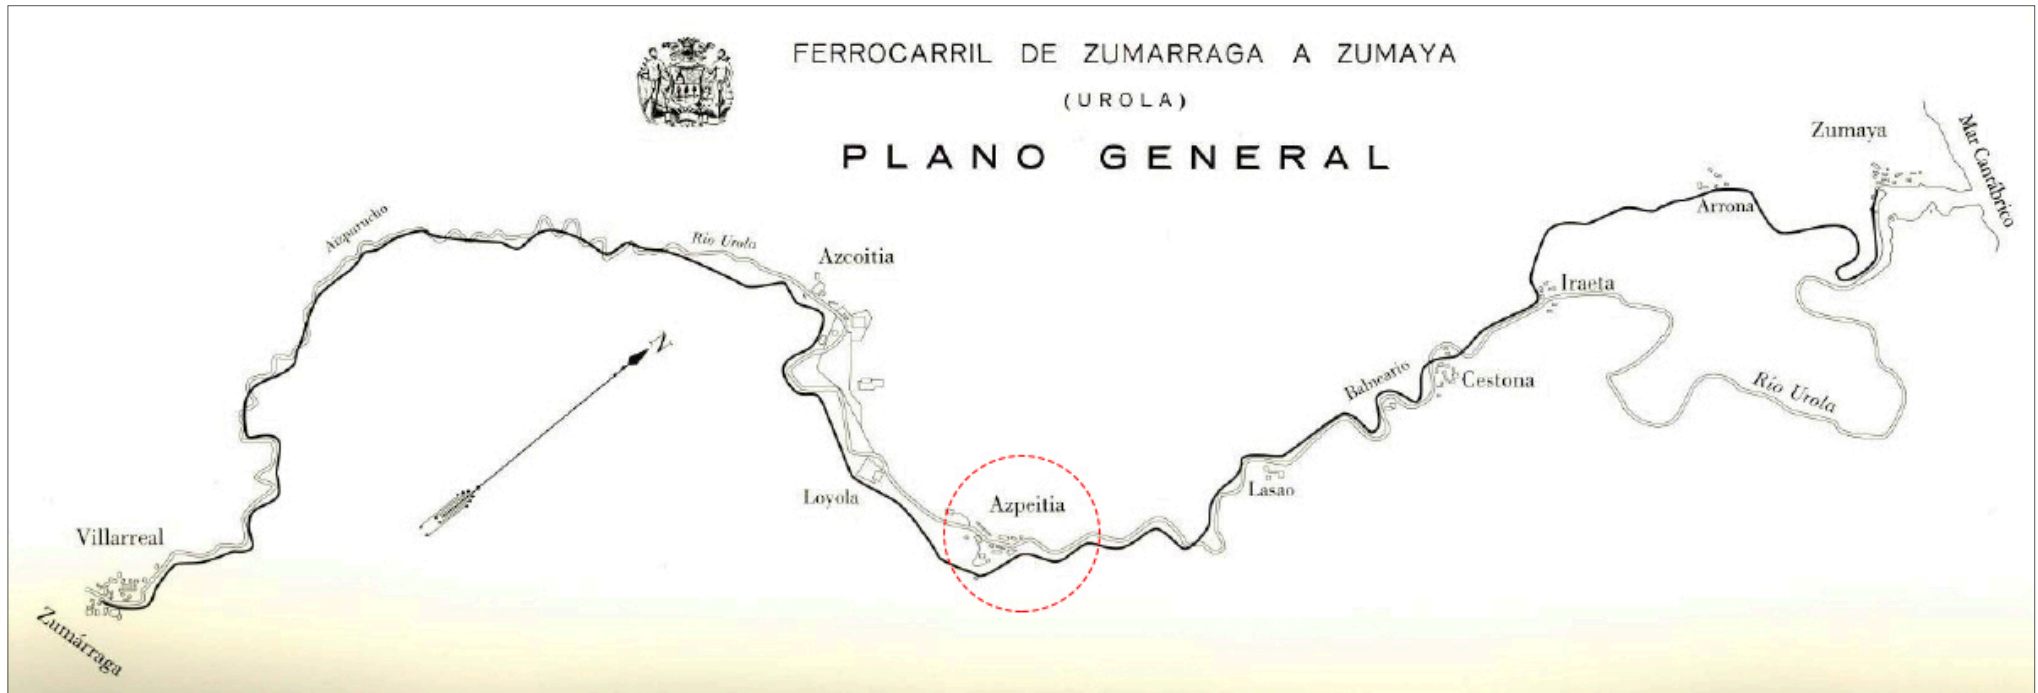 FERROCARRIL DE ZUMARRAGA A ZUMAYA
(UROLA)
PLANO GENERAL
Zumaya
Mar Cantábrico
Aizpurucho
Río Urola
Azcoitia
Arrona
Iraeta
Balneario
Cestona
Río Urola
N
Loyola
Azpeitia
Lasao
Villarreal
Zumárraga